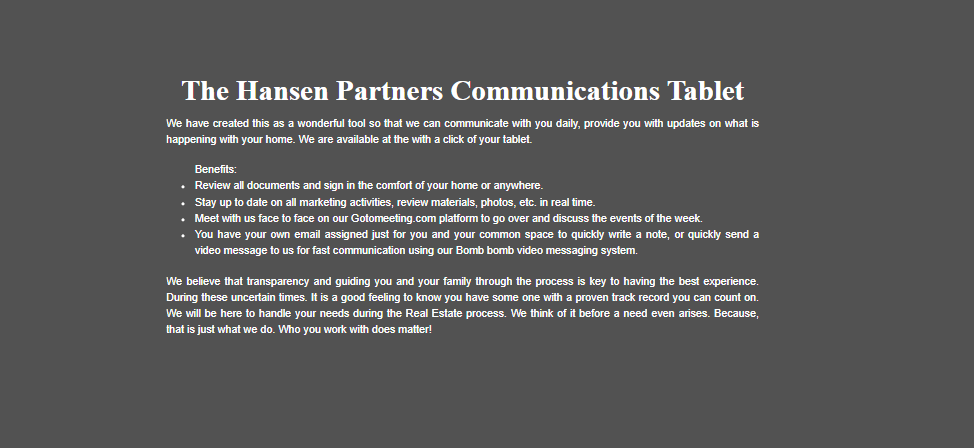 The Hansen Partners Communications Tablet
We have created this as a wonderful tool so that we can communicate with you daily, provide you with updates on what is
happening with your home. We are available at the with a click of your tablet.
Benefits:
• Review all documents and sign in the comfort of your home or anywhere.
• Stay up to date on all marketing activities, review materials, photos, etc. in real time.
• Meet with us face to face on our Gotomeeting.com platform to go over and discuss the events of the week.
• You have your own email assigned just for you and your common space to quickly write a note, or quickly send a
video message to us for fast communication using our Bomb bomb video messaging system.
We believe that transparency and guiding you and your family through the process is key to having the best experience.
During these uncertain times. It is a good feeling to know you have some one with a proven track record you can count on.
We will be here to handle your needs during the Real Estate process. We think of it before a need even arises. Because,
that is just what we do. Who you work with does matter!